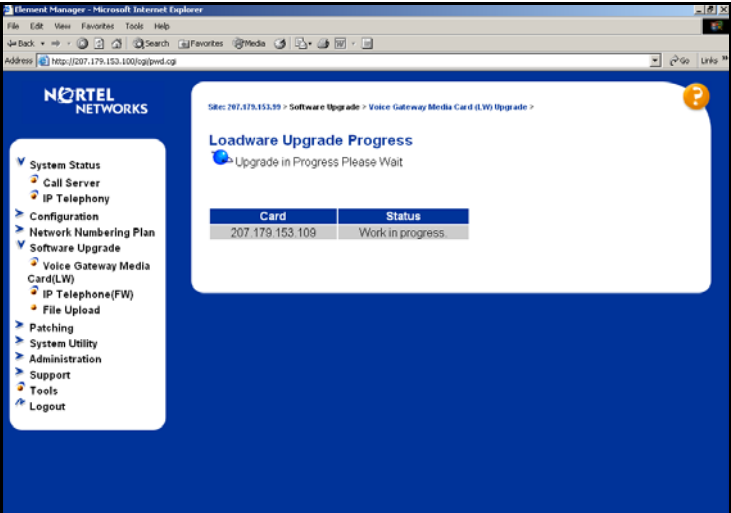 Element Manager - Microsoft Internet Explorer
File Edit View Favorites Tools Help
Back Search Favorites Media
Address http://207.179.153.100/cgi/pwd.cgi Go Links »
NORTEL
NETWORKS
Site: 207.179.153.99 > Software Upgrade > Voice Gateway Media Card (LW) Upgrade >
?
Loadware Upgrade Progress
Upgrade in Progress Please Wait
Card Status
207.179.153.109 Work in progress.
System Status
Call Server
IP Telephony
Configuration
Network Numbering Plan
Software Upgrade
Voice Gateway Media
Card(LW)
IP Telephone(FW)
File Upload
Patching
System Utility
Administration
Support
Tools
Logout